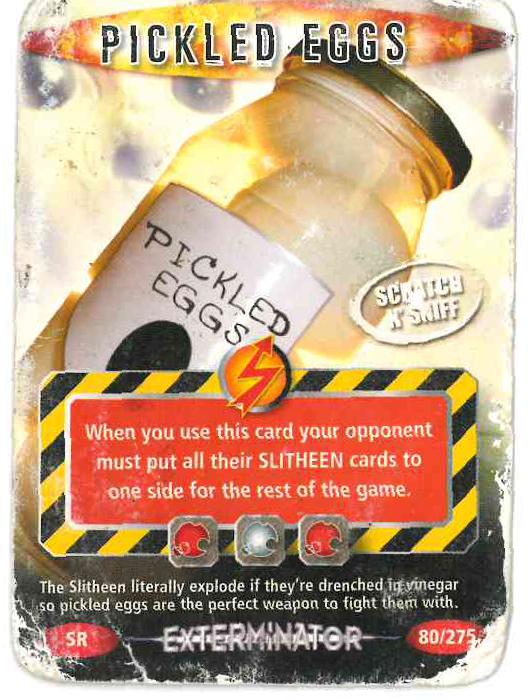 PICKLED EGGS
PICKLED
EGGS
SCRATCH
N' SNIFF
When you use this card your opponent
must put all their SLITHEEN cards to
one side for the rest of the game.
The Slitheen literally explode if they're drenched in vinegar
so pickled eggs are the perfect weapon to fight them with.
SR
EXTERMINATOR
80/275